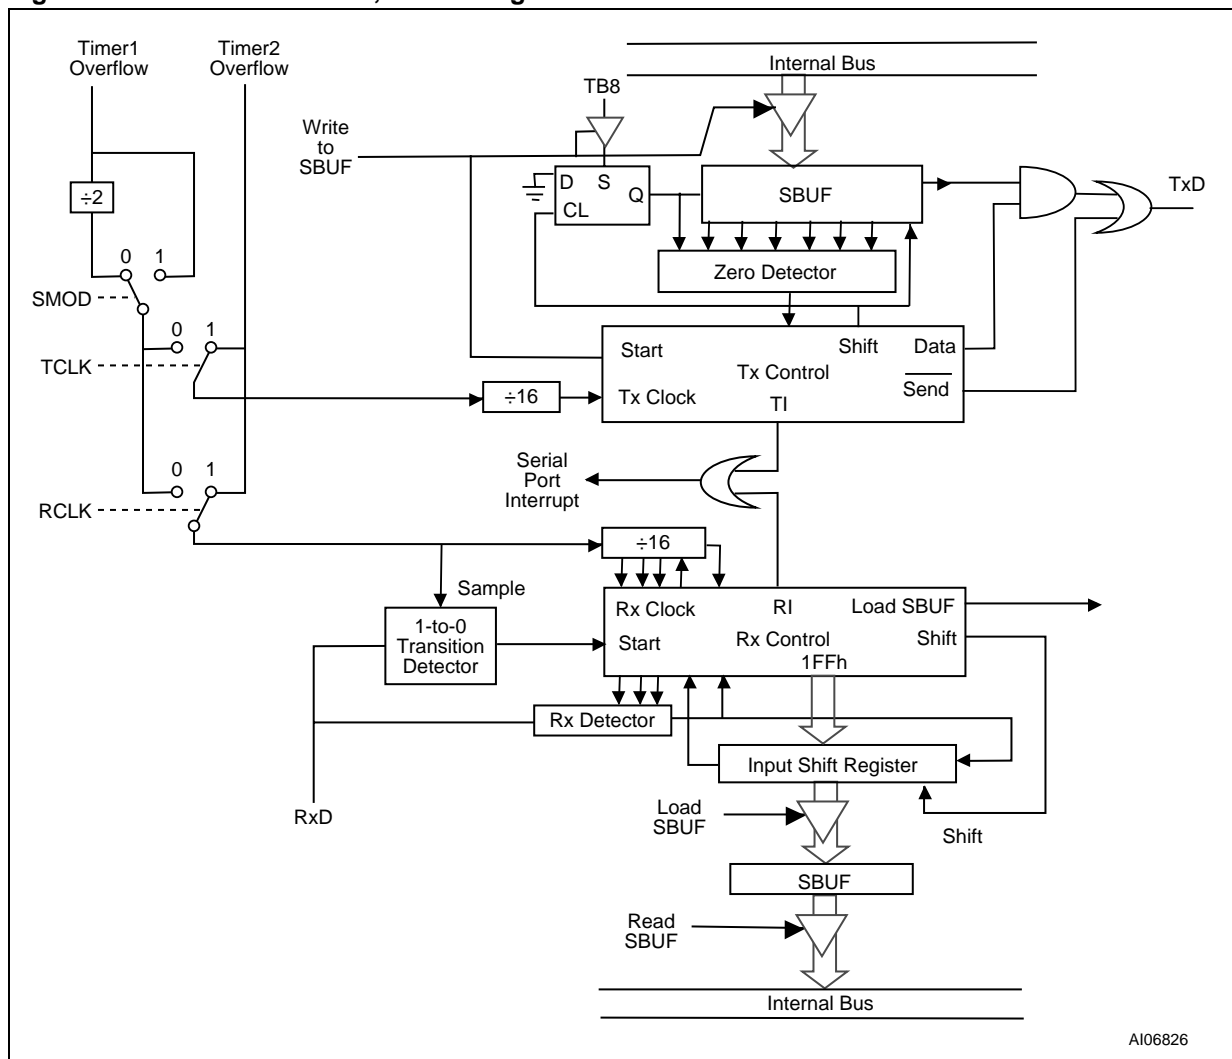 Timer1
Overflow
Timer2
Overflow
Internal Bus
TB8
Write
to
SBUF
÷2
D
S
Q
CL
SBUF
TxD
Zero Detector
0
1
SMOD
0
1
TCLK
Start
Shift
Data
Tx Control
Send
÷16
Tx Clock
TI
Serial
Port
Interrupt
0
1
RCLK
÷16
Sample
1-to-0
Transition
Detector
Rx Clock
RI
Load SBUF
Start
Rx Control
Shift
1FFh
Rx Detector
Input Shift Register
RxD
Load
SBUF
Shift
SBUF
Read
SBUF
Internal Bus
AI06826